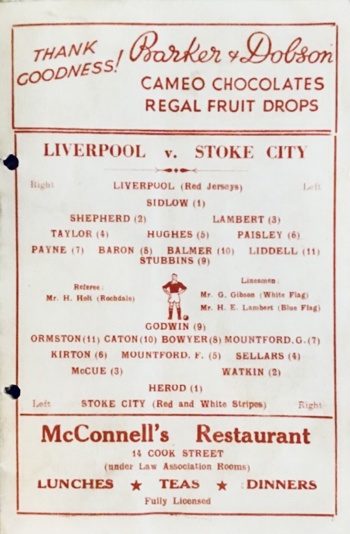 THANK GOODNESS! Barker & Dobson
CAMEO CHOCOLATES
REGAL FRUIT DROPS
LIVERPOOL v. STOKE CITY
Right LIVERPOOL (Red Jerseys) Left
SIDLOW (1)
SHEPHERD (2) LAMBERT (3)
TAYLOR (4) HUGHES (5) PAISLEY (6)
PAYNE (7) BARON (8) BALMER (10) LIDDELL (11)
STUBBINS (9)
Referee:
Mr. H. Holt (Rochdale)
Linesmen:
Mr. G. Gibson (White Flag)
Mr. H. E. Lambert (Blue Flag)
GODWIN (9)
ORMSTON (11) CATON (10) BOWYER (8) MOUNTFORD, G. (7)
KIRTON (6) MOUNTFORD, F. (5) SELLARS (4)
McCUE (3) WATKIN (2)
HEROD (1)
Left STOKE CITY (Red and White Stripes) Right
McConnell's Restaurant
14 COOK STREET
(under Law Association Rooms)
LUNCHES ★ TEAS ★ DINNERS
Fully Licensed